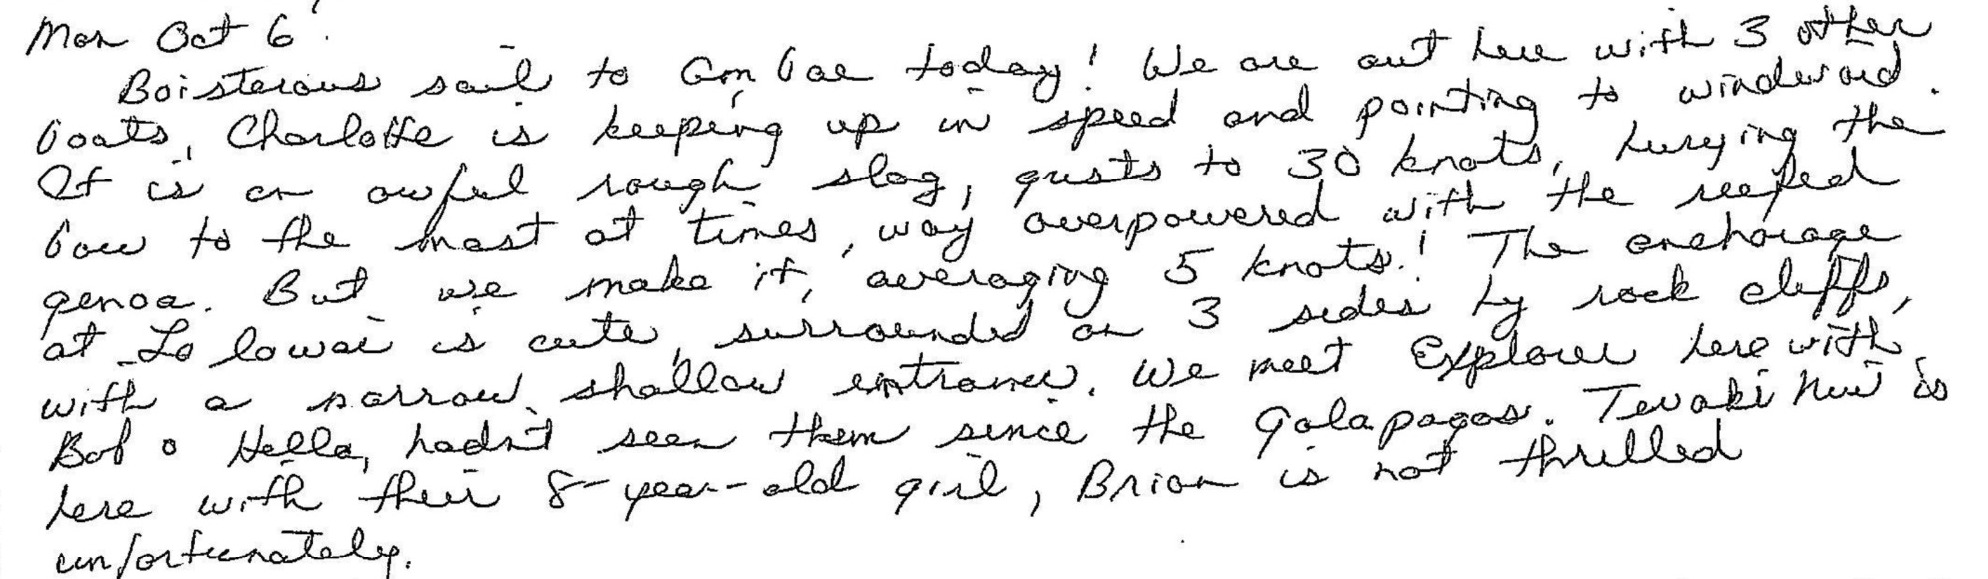 Mon Oct 6
Boisterous sail to Ambae today! We are out here with 3 other
boats, Charlotte is keeping up in speed and pointing to windward.
It is an awful rough slog, gusts to 30 knots, burying the
bow to the mast at times, way overpowered with the reefed
genoa. But we make it, averaging 5 knots! The anchorage
at Lolowai is cute, surrounded on 3 sides by rock cliffs,
with a narrow shallow entrance. We meet Explorer here with
Bob & Hella, hadn't seen them since the Galapagos. Tevaki Nui is
here with their 8-year-old girl, Brian is not thrilled
unfortunately.